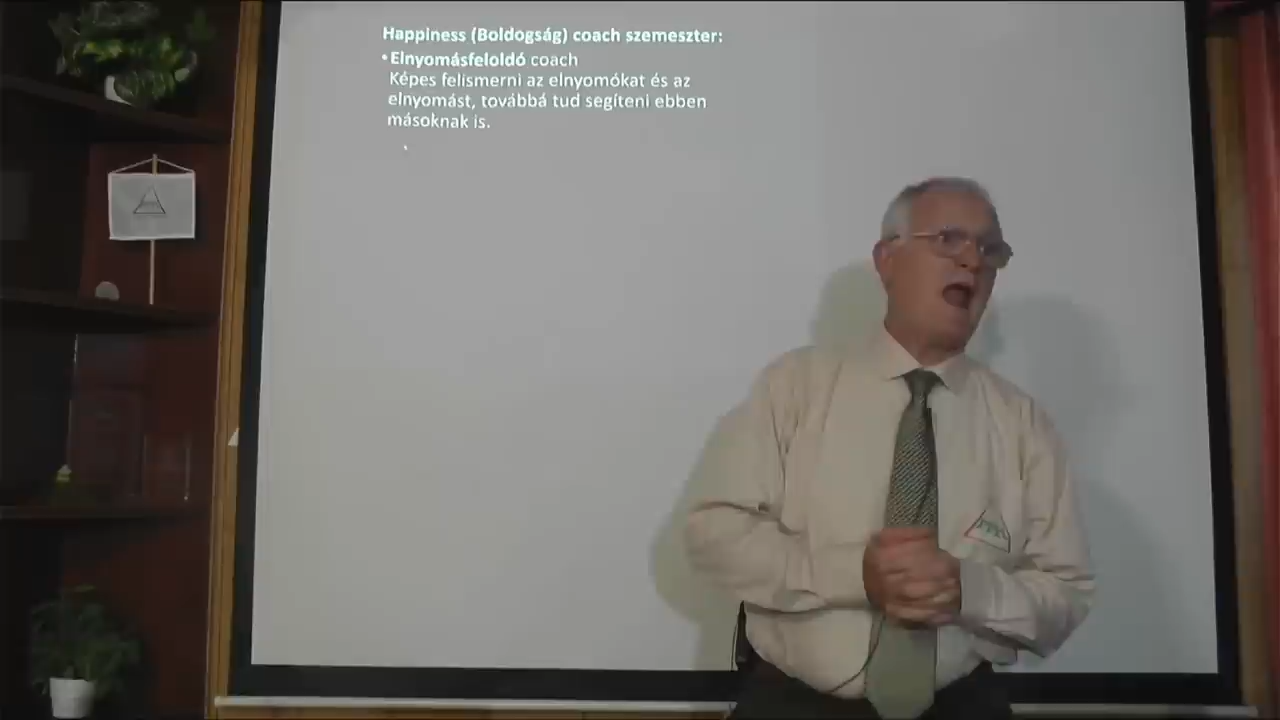 Happiness (Boldogság) coach szemeszter:
• Elnyomásfeloldó coach
Képes felismerni az elnyomókat és az
elnyomást, továbbá tud segíteni ebben
másoknak is.